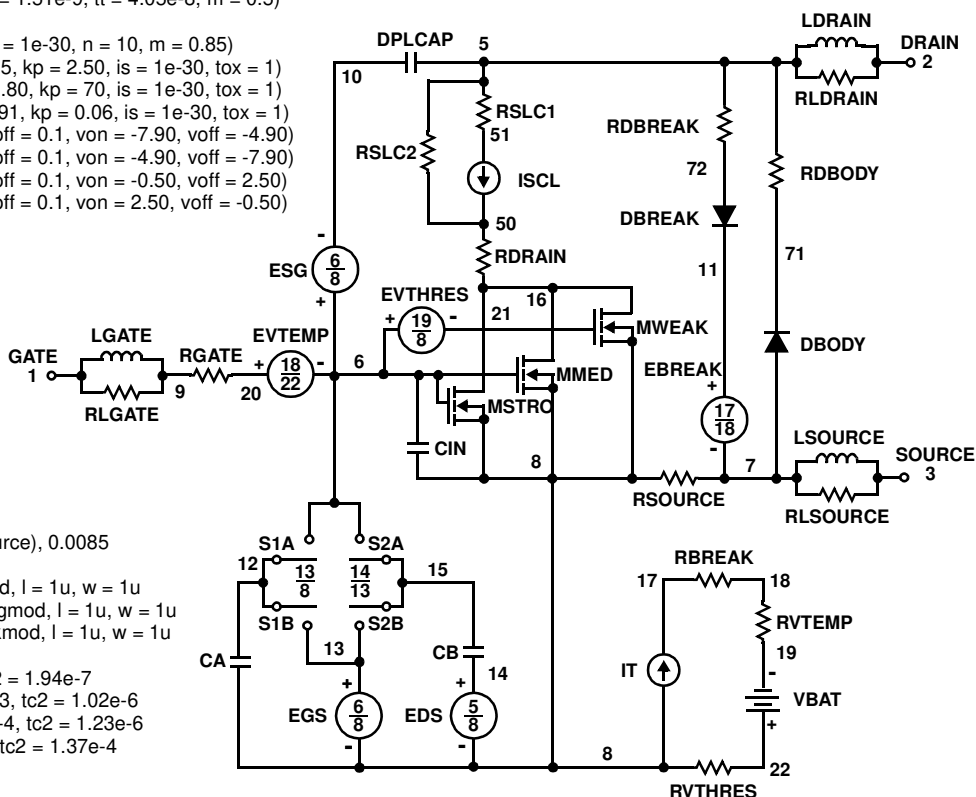 = 1.51e-9, tt = 4.05e-8, m = 0.5)
= 1e-30, n = 10, m = 0.85)
5, kp = 2.50, is = 1e-30, tox = 1)
.80, kp = 70, is = 1e-30, tox = 1)
91, kp = 0.06, is = 1e-30, tox = 1)
off = 0.1, von = -7.90, voff = -4.90)
off = 0.1, von = -4.90, voff = -7.90)
off = 0.1, von = -0.50, voff = 2.50)
off = 0.1, von = 2.50, voff = -0.50)
LDRAIN
DPLCAP 5 DRAIN
10 2
RLDRAIN
RSLC1
RDBREAK
51
RSLC2
72 RDBODY
ISCL
DBREAK
50
71
RDRAIN
- 6 8 +
ESG
11
EVTHRES
16
+ 19 8 -
21
MWEAK
LGATE
EVTEMP
GATE
RGATE + 18 22 - 6
EBREAK
DBODY
1
MMED
9 20
+
MSTRO
RLGATE
17 18
-
CIN
LSOURCE
8 7 SOURCE
3
RSOURCE
RLSOURCE
urce), 0.0085
S1A S2A
12 13 8 14 13 15
RBREAK
17 18
d, l = 1u, w = 1u
gmod, l = 1u, w = 1u
kmod, l = 1u, w = 1u
S1B S2B
RVTEMP
13
CB
19
CA
IT
14
-
2 = 1.94e-7
3, tc2 = 1.02e-6
-4, tc2 = 1.23e-6
tc2 = 1.37e-4
+ +
VBAT
EGS 6 8 EDS 5 8
+
- -
8
22
RVTHRES